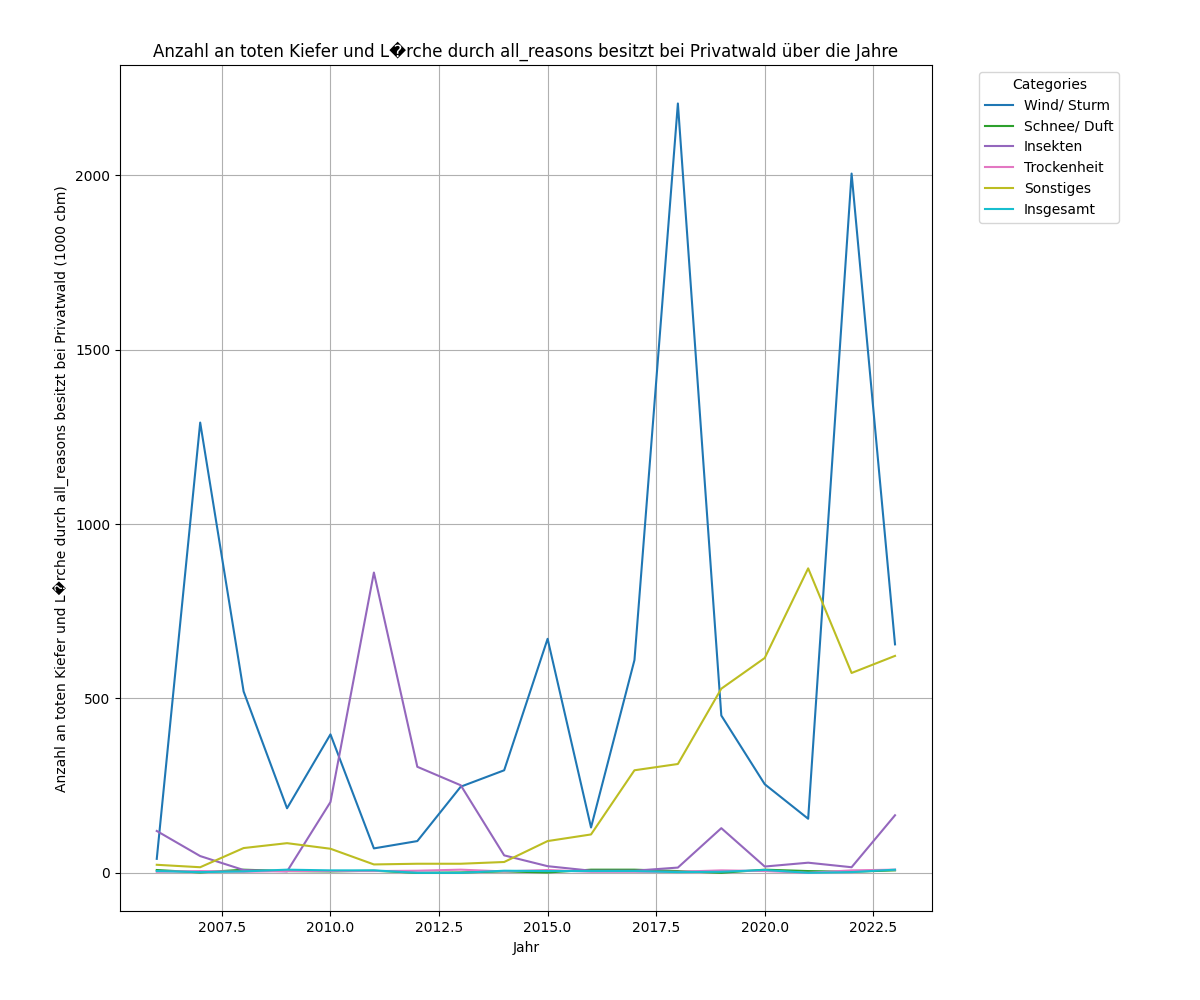 Anzahl an toten Kiefer und L�rche durch all_reasons besitzt bei Privatwald über die Jahre
Categories
Wind/ Sturm
Schnee/ Duft
Insekten
Trockenheit
Sonstiges
Insgesamt
Anzahl an toten Kiefer und L�rche durch all_reasons besitzt bei Privatwald (1000 cbm)
2000
1500
1000
500
0
2007.5 2010.0 2012.5 2015.0 2017.5 2020.0 2022.5
Jahr